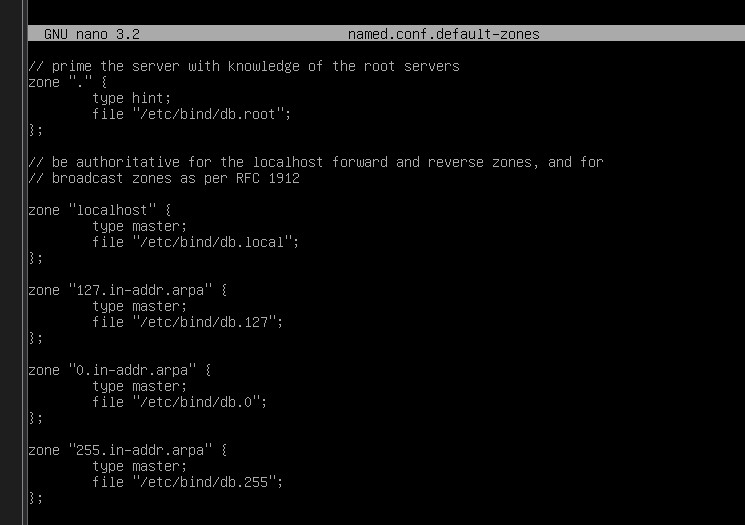 GNU nano 3.2 named.conf.default-zones
// prime the server with knowledge of the root servers
zone "." {
type hint;
file "/etc/bind/db.root";
};
// be authoritative for the localhost forward and reverse zones, and for
// broadcast zones as per RFC 1912
zone "localhost" {
type master;
file "/etc/bind/db.local";
};
zone "127.in-addr.arpa" {
type master;
file "/etc/bind/db.127";
};
zone "0.in-addr.arpa" {
type master;
file "/etc/bind/db.0";
};
zone "255.in-addr.arpa" {
type master;
file "/etc/bind/db.255";
};